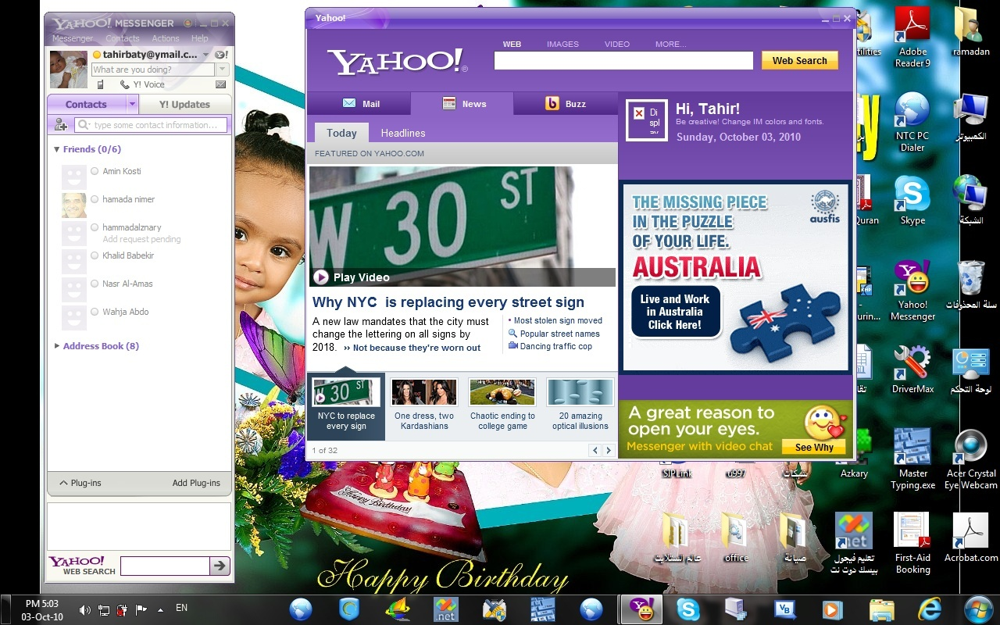 YAHOO! MESSENGER
Messenger Contacts Actions Help
tahirbaty@ymail.c...
What are you doing?
Y! Voice
Contacts
Y! Updates
type some contact information...
Friends (0/6)
Amin Kosti
hamada nimer
hammadalznary
Add request pending
Khalid Babekir
Nasr Al-Amas
Wahja Abdo
Address Book (8)
Plug-ins
Add Plug-ins
YAHOO!
WEB SEARCH
Yahoo!
YAHOO!
WEB IMAGES VIDEO MORE...
Web Search
Mail
News
Buzz
Today
Headlines
FEATURED ON YAHOO.COM
W 30 ST
Play Video
Why NYC is replacing every street sign
A new law mandates that the city must
change the lettering on all signs by
2018. Not because they're worn out
• Most stolen sign moved
Popular street names
Dancing traffic cop
W 30 ST
NYC to replace
every sign
One dress, two
Kardashians
Chaotic ending to
college game
20 amazing
optical illusions
1 of 32
Hi, Tahir!
Be creative! Change IM colors and fonts.
Sunday, October 03, 2010
THE MISSING PIECE
IN THE PUZZLE
OF YOUR LIFE.
AUSTRALIA
ausfis
Live and Work
in Australia
Click Here!
A great reason to
open your eyes.
Messenger with video chat
See Why
Adobe
Reader 9
ramadan
NTC PC
Dialer
الكمبيوتر
Quran
Skype
الشبكة
Yahoo!
Messenger
سلة المحذوفات
DriverMax
لوحة التحكم
SIPLink
u997
شبكات
Azkary
Master
Typing.exe
Acer Crystal
Eye Webcam
عالم الستلايت
office
صيانة
تعليم فيجول
بيسك دوت نت
First-Aid
Booking
Acrobat.com
Happy Birthday
Happy Birthday
PM 5:03
03-Oct-10
EN
.net
VB